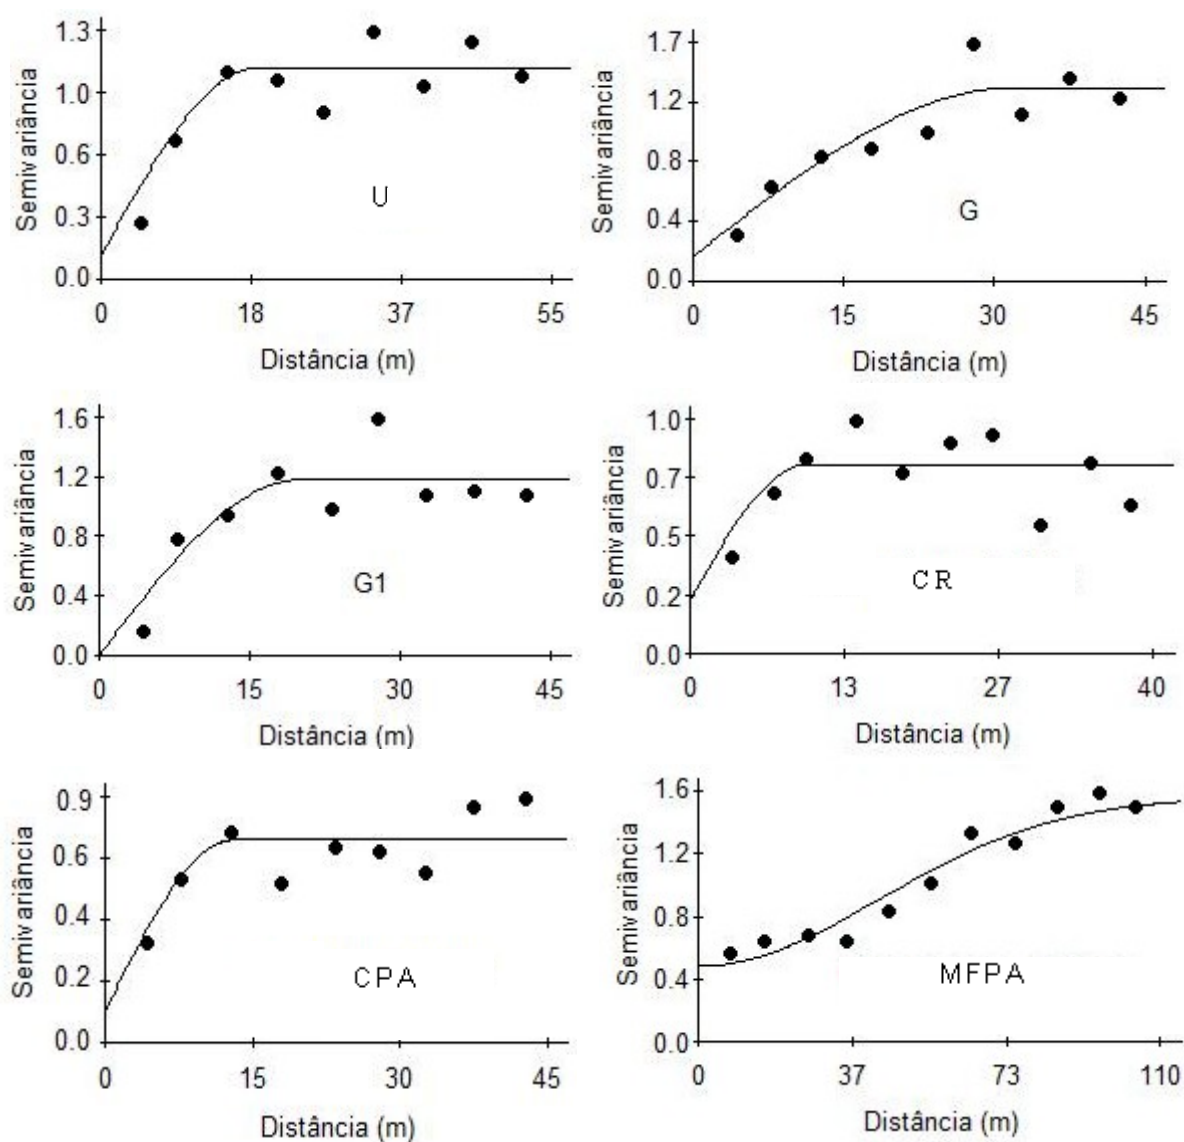 1.3
1.0
0.6
0.3
0.0
Semivariância
U
0 18 37 55
Distância (m)
1.7
1.2
0.8
0.4
0.0
Semivariância
G
0 15 30 45
Distância (m)
1.6
1.2
0.8
0.4
0.0
Semivariância
G1
0 15 30 45
Distância (m)
1.0
0.7
0.5
0.2
0.0
Semivariância
CR
0 13 27 40
Distância (m)
0.9
0.6
0.4
0.2
0.0
Semivariância
CPA
0 15 30 45
Distância (m)
1.6
1.2
0.8
0.4
0.0
Semivariância
MFPA
0 37 73 110
Distância (m)